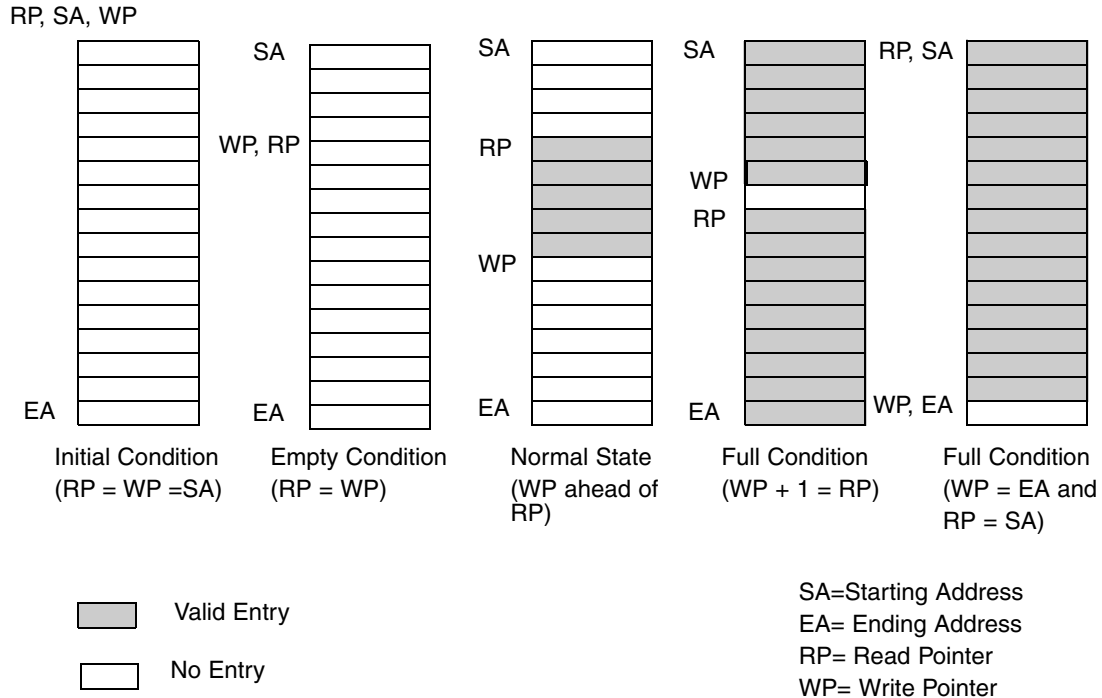 RP, SA, WP
SA
SA
SA
RP, SA
WP, RP
RP
WP
RP
WP
EA
EA
EA
EA
WP, EA
Initial Condition
(RP = WP =SA)
Empty Condition
(RP = WP)
Normal State
(WP ahead of
RP)
Full Condition
(WP + 1 = RP)
Full Condition
(WP = EA and
RP = SA)
Valid Entry
No Entry
SA=Starting Address
EA= Ending Address
RP= Read Pointer
WP= Write Pointer